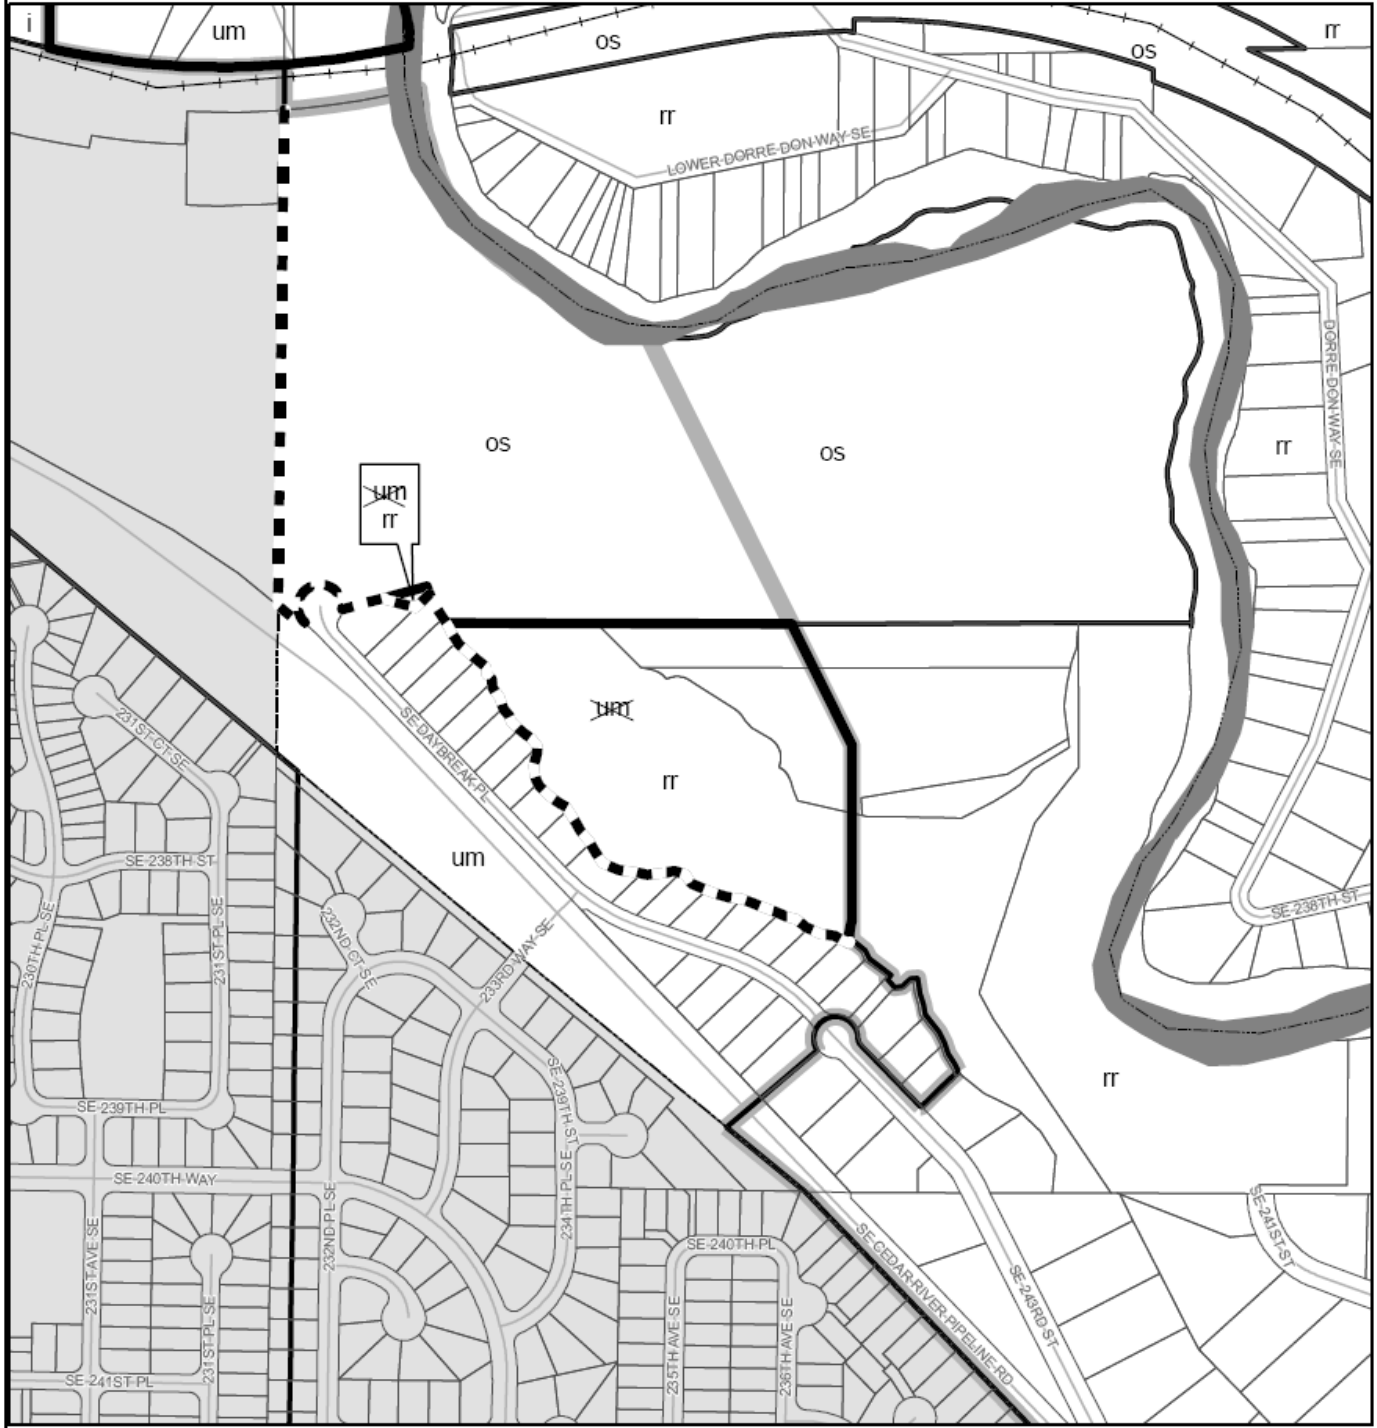 i
um
os
os
rr
rr
LOWER DORRE DON WAY SE
os
os
DORRE-DON-WAY-SE
rr
um
rr
um
rr
SE-DAYBREAK-PL
231ST-CT-SE
um
SE-238TH-ST
SE-238TH-ST
230TH-PL-SE
231ST-PL-SE
232ND-CT-SE
233RD-WAY-SE
SE-239TH-ST
rr
SE-239TH-PL
SE-240TH-WAY
234TH-PL-SE
232ND-PL-SE
231ST-AVE-SE
231ST-PL-SE
SE-240TH-PL
SE-241ST-ST
SE-CEDAR-RIVER-PIPELINE-RD
SE-243RD-ST
235TH-AVE-SE
236TH-AVE-SE
SE-241ST-PL